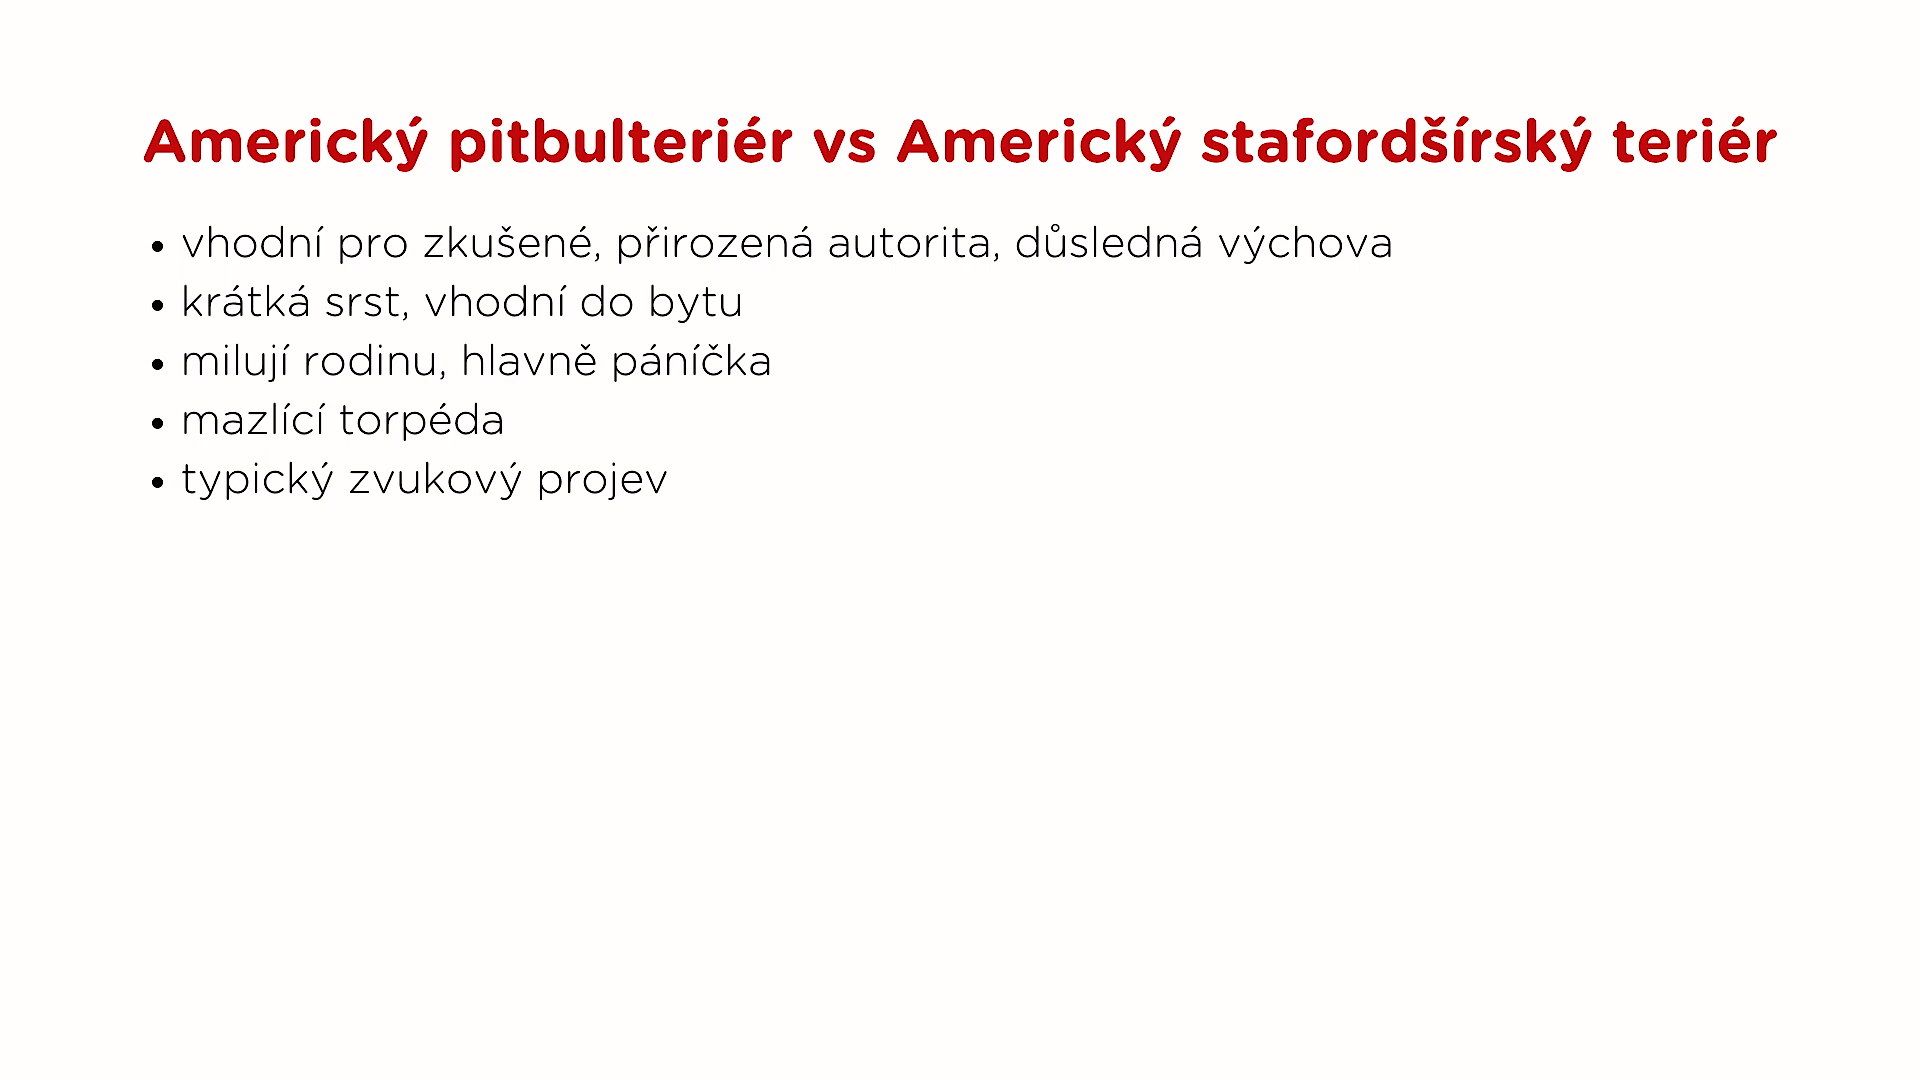 Americký pitbulteriér vs Americký stafordšírský teriér
• vhodní pro zkušené, přirozená autorita, důsledná výchova
• krátká srst, vhodní do bytu
• milují rodinu, hlavně páníčka
• mazlící torpéda
• typický zvukový projev